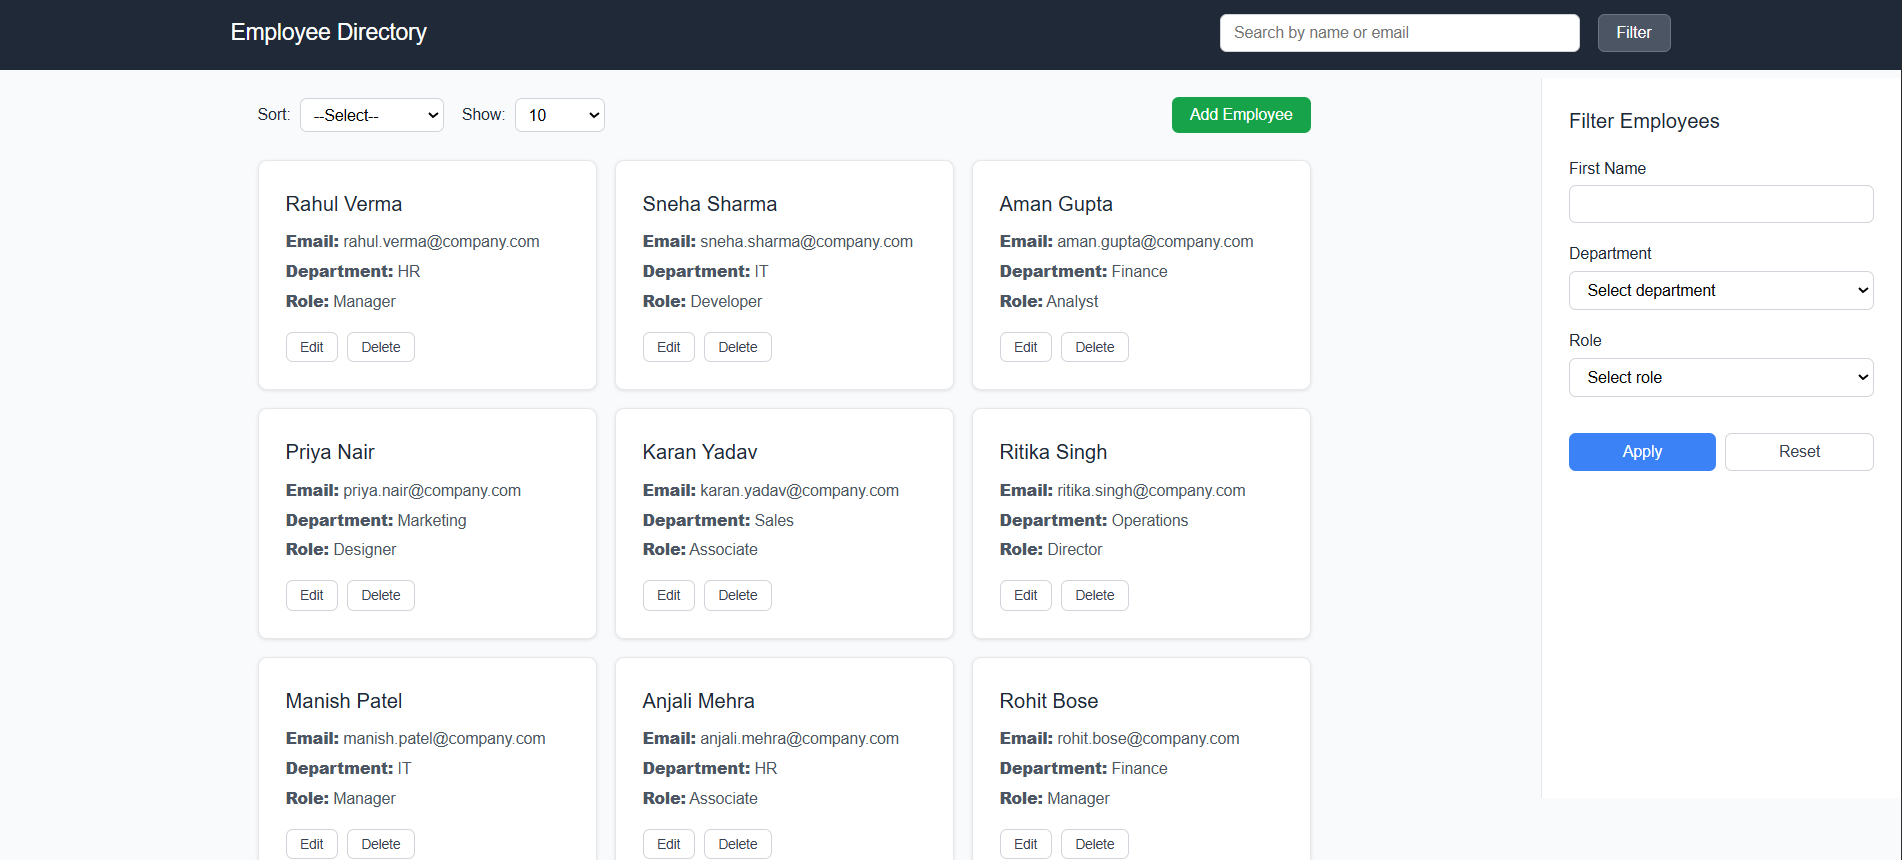 Employee Directory
Search by name or email
Filter
Sort: --Select-- Show: 10
Add Employee
Rahul Verma
Email: rahul.verma@company.com
Department: HR
Role: Manager
Edit Delete
Sneha Sharma
Email: sneha.sharma@company.com
Department: IT
Role: Developer
Edit Delete
Aman Gupta
Email: aman.gupta@company.com
Department: Finance
Role: Analyst
Edit Delete
Priya Nair
Email: priya.nair@company.com
Department: Marketing
Role: Designer
Edit Delete
Karan Yadav
Email: karan.yadav@company.com
Department: Sales
Role: Associate
Edit Delete
Ritika Singh
Email: ritika.singh@company.com
Department: Operations
Role: Director
Edit Delete
Manish Patel
Email: manish.patel@company.com
Department: IT
Role: Manager
Edit Delete
Anjali Mehra
Email: anjali.mehra@company.com
Department: HR
Role: Associate
Edit Delete
Rohit Bose
Email: rohit.bose@company.com
Department: Finance
Role: Manager
Edit Delete
Filter Employees
First Name
Department
Select department
Role
Select role
Apply Reset